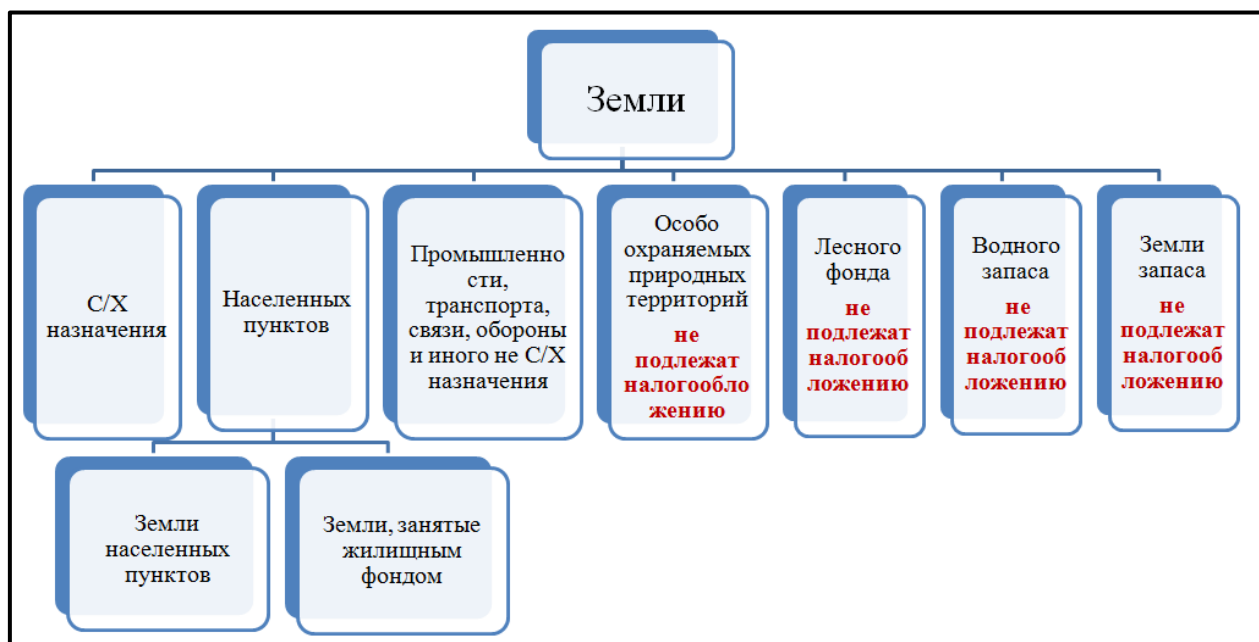 Земли
С/Х
назначения
Населенных
пунктов
Промышленно
сти,
транспорта,
связи, обороны
и иного не С/Х
назначения
Особо
охраняемых
природных
территорий
не
подлежат
налогообло
жению
Лесного
фонда
не
подлежат
налогооб
ложению
Водного
запаса
не
подлежат
налогооб
ложению
Земли
запаса
не
подлежат
налогооб
ложению
Земли
населенных
пунктов
Земли, занятые
жилищным
фондом